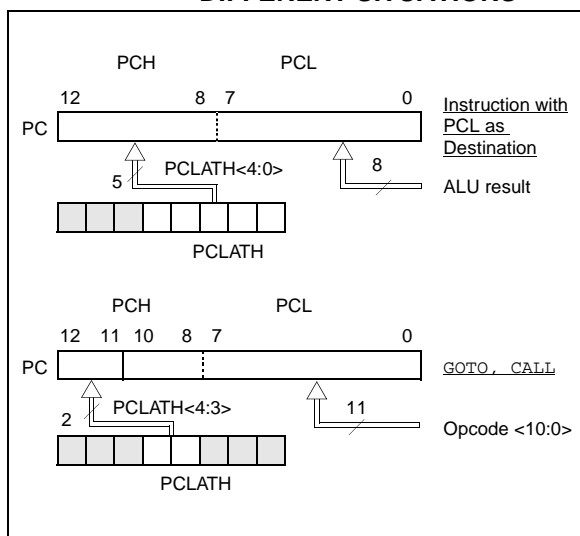 DIFFERENT SITUATIONS
PCH PCL
12 8 7 0
PC
Instruction with
PCL as
Destination
5 PCLATH<4:0>
8
ALU result
PCLATH
PCH PCL
12 11 10 8 7 0
PC
GOTO, CALL
2 PCLATH<4:3>
11
Opcode <10:0>
PCLATH